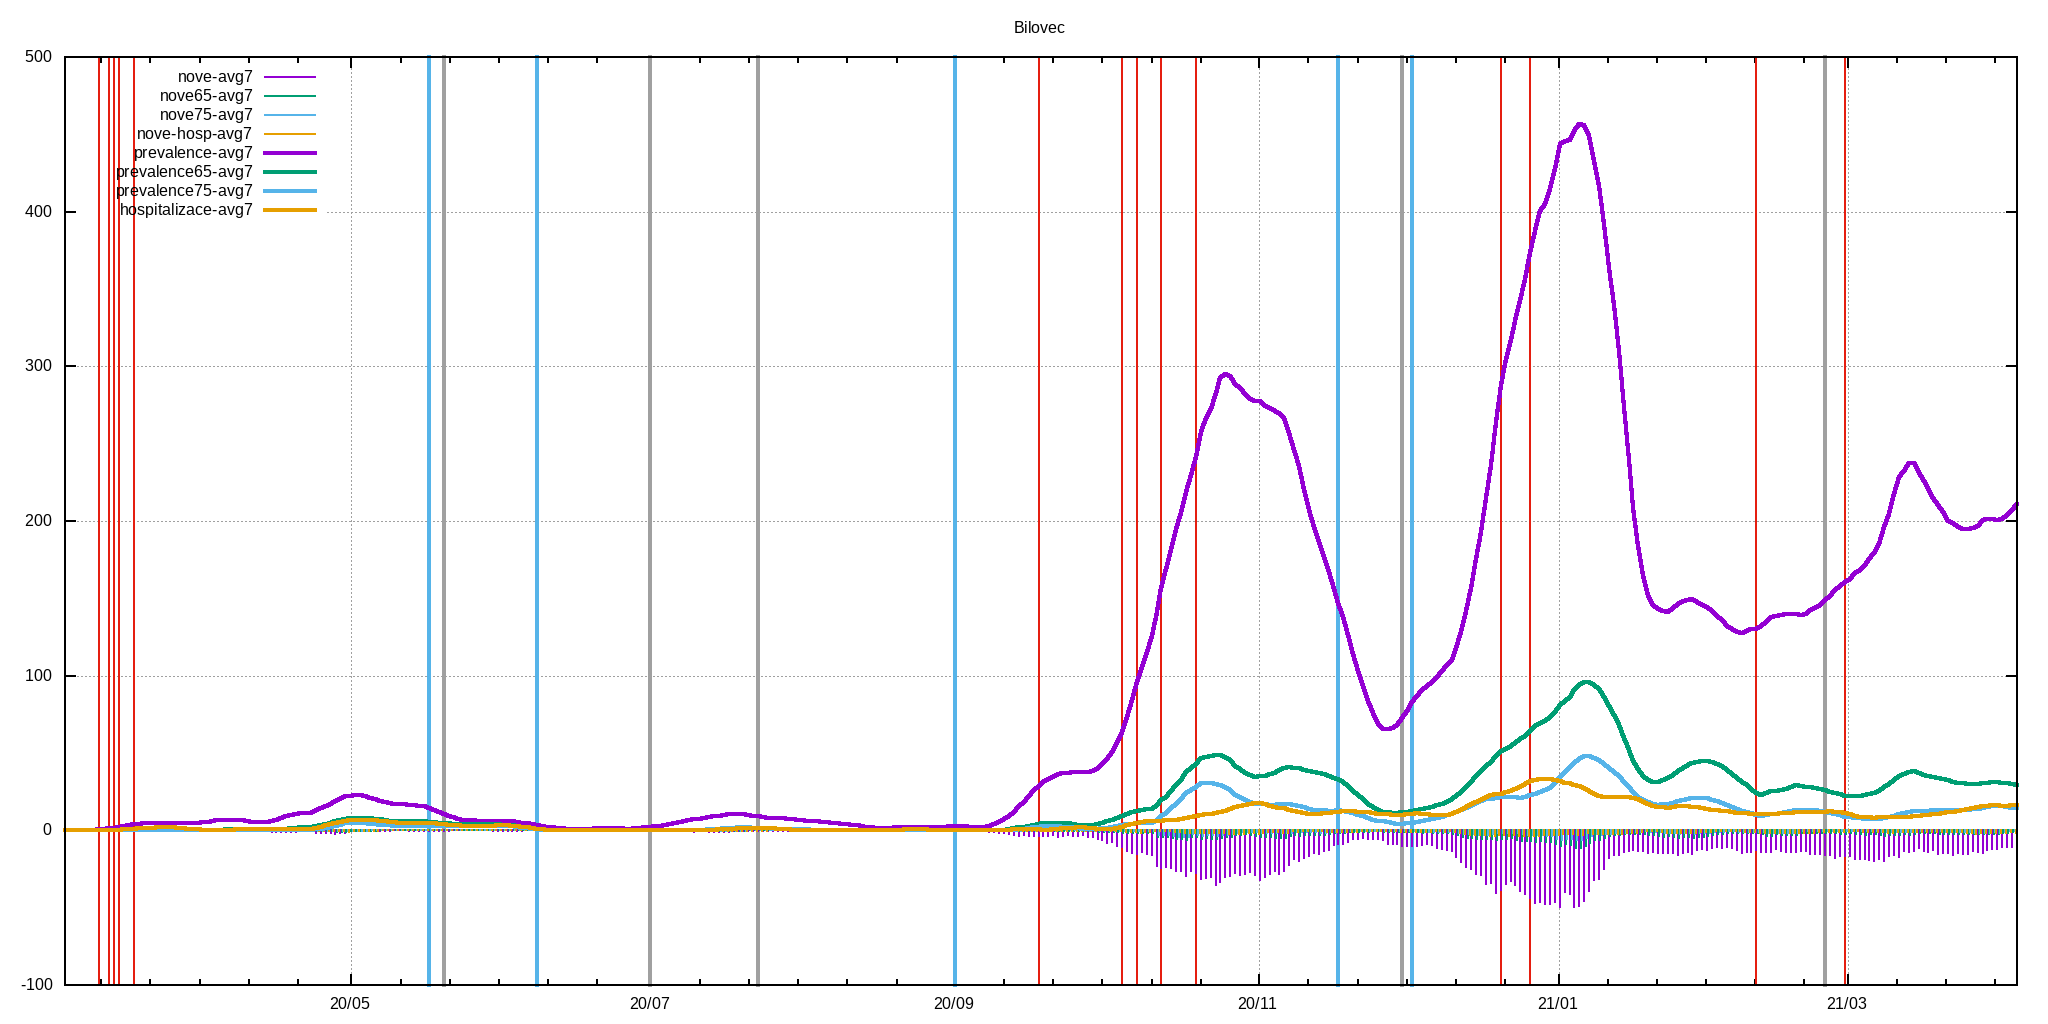 Bilovec
500
nove-avg7
nove65-avg7
nove75-avg7
nove-hosp-avg7
prevalence-avg7
prevalence65-avg7
prevalence75-avg7
hospitalizace-avg7
400
300
200
100
0
-100
20/05 20/07 20/09 20/11 21/01 21/03